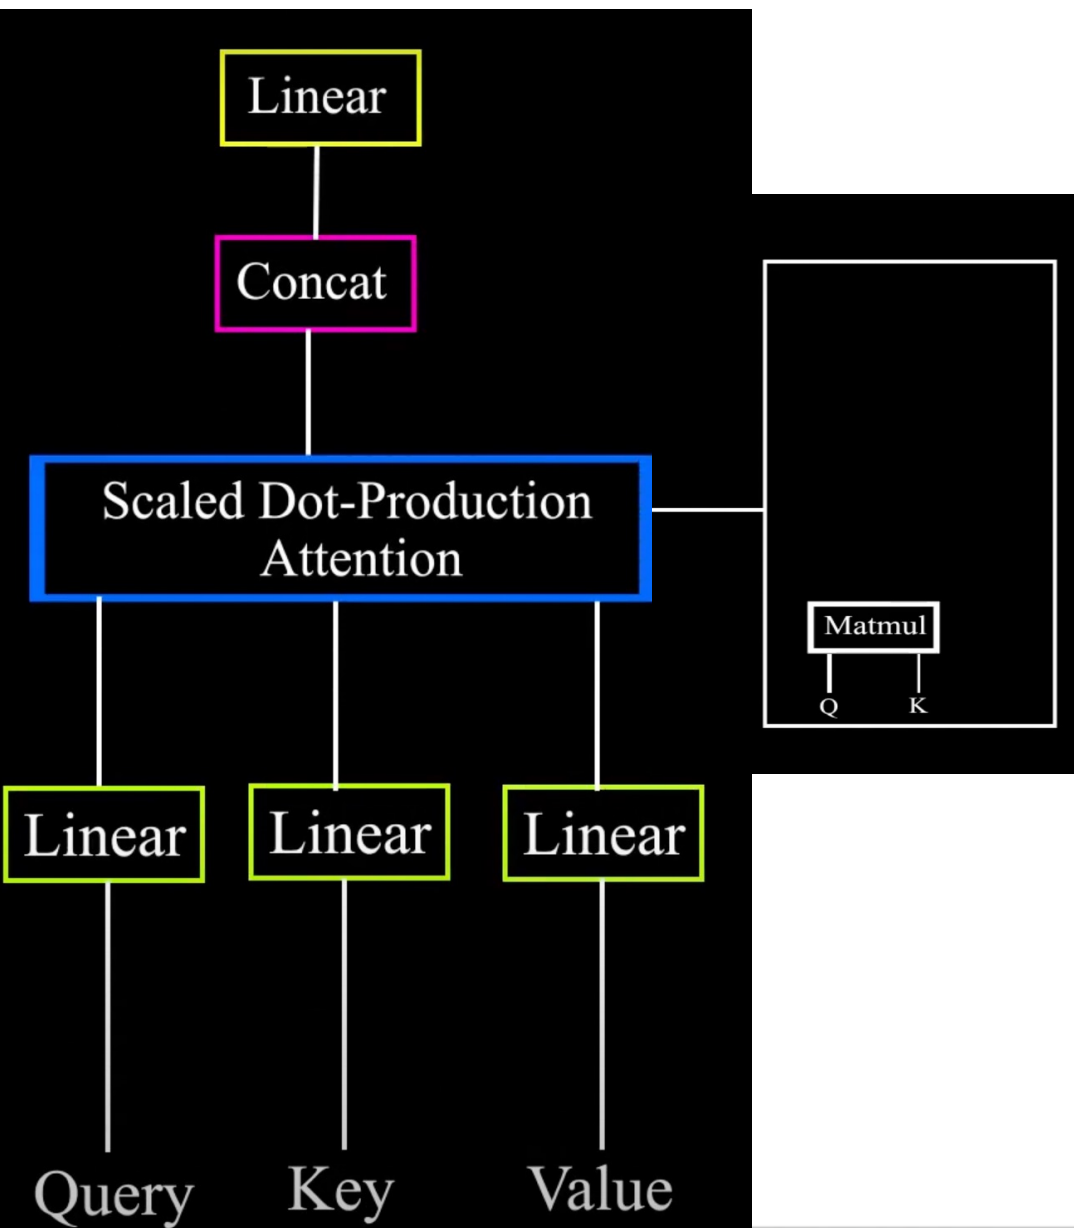 Linear
Concat
Scaled Dot-Production
Attention
Matmul
Q K
Linear Linear Linear
Query Key Value